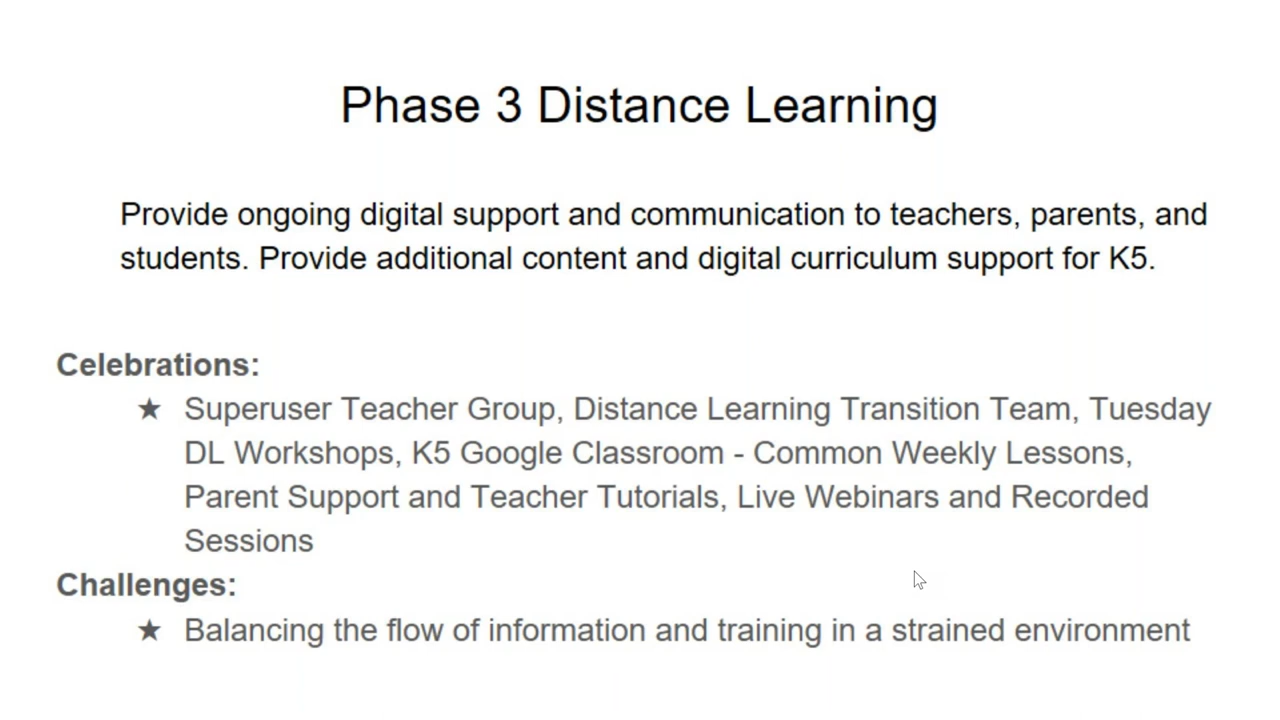 Phase 3 Distance Learning
Provide ongoing digital support and communication to teachers, parents, and
students. Provide additional content and digital curriculum support for K5.
Celebrations:
★ Superuser Teacher Group, Distance Learning Transition Team, Tuesday
DL Workshops, K5 Google Classroom - Common Weekly Lessons,
Parent Support and Teacher Tutorials, Live Webinars and Recorded
Sessions
Challenges:
★ Balancing the flow of information and training in a strained environment